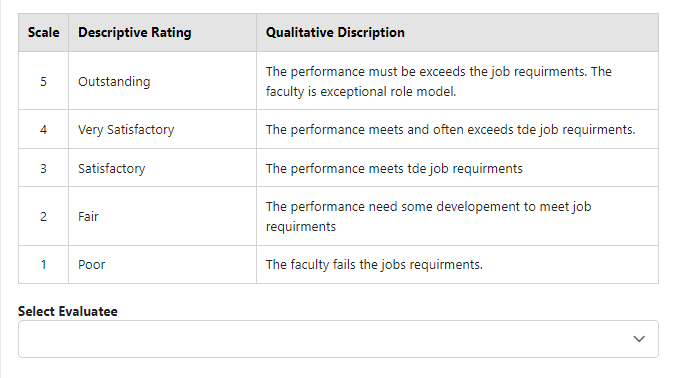 Scale Descriptive Rating Qualitative Discription
5 Outstanding The performance must be exceeds the job requirments. The
faculty is exceptional role model.
4 Very Satisfactory The performance meets and often exceeds tde job requirments.
3 Satisfactory The performance meets tde job requirments
2 Fair The performance need some developement to meet job
requirments
1 Poor The faculty fails the jobs requirments.
Select Evaluatee